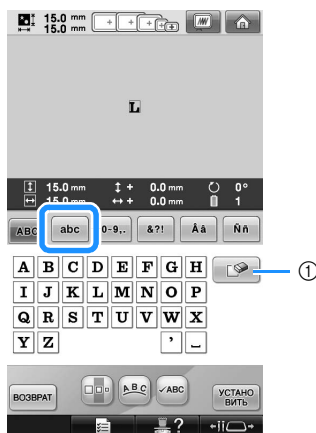 15.0 mm
15.0 mm
L
15.0 mm + 0.0 mm 0°
15.0 mm + 0.0 mm 1
ABC abc 0-9,. &?! Åâ Ññ
A B C D E F G H 1
I J K L M N O P
Q R S T U V W X
Y Z ’ _
ВОЗВРАТ ABC ABC УСТАНО
ВИТЬ
?